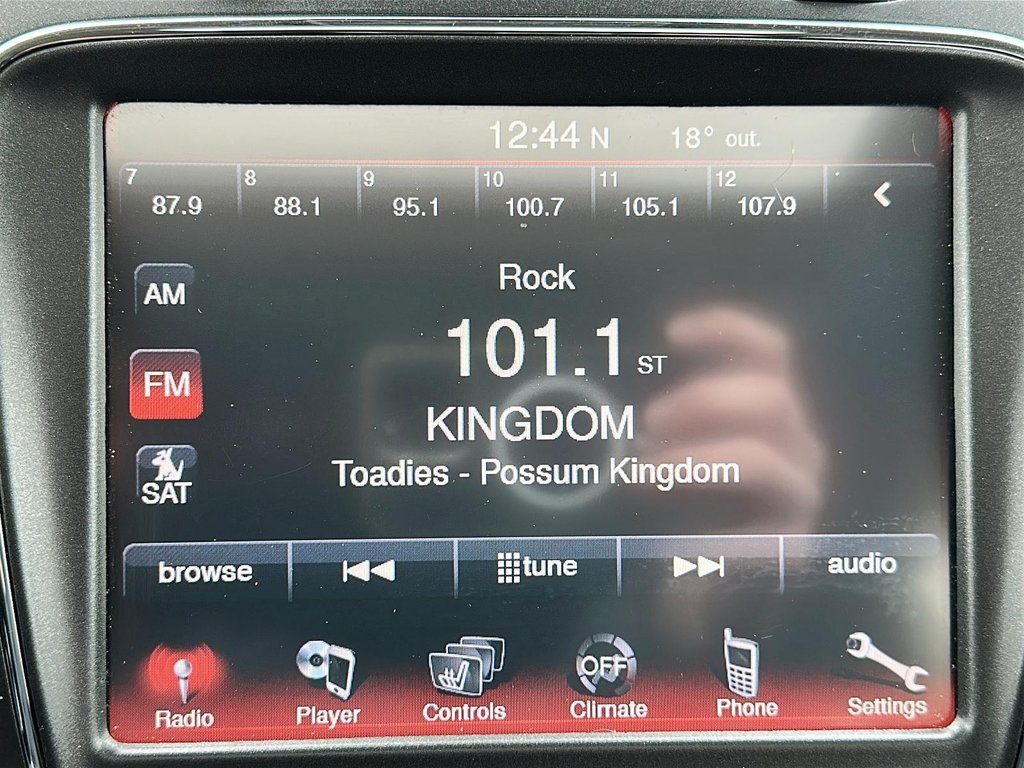 12:44 N 18° out.
7 8 9 10 11 12
87.9 88.1 95.1 100.7 105.1 107.9
Rock
AM
101.1 ST
FM
KINGDOM
Toadies - Possum Kingdom
SAT
browse tune audio
OFF
Radio Player Controls Climate Phone Settings